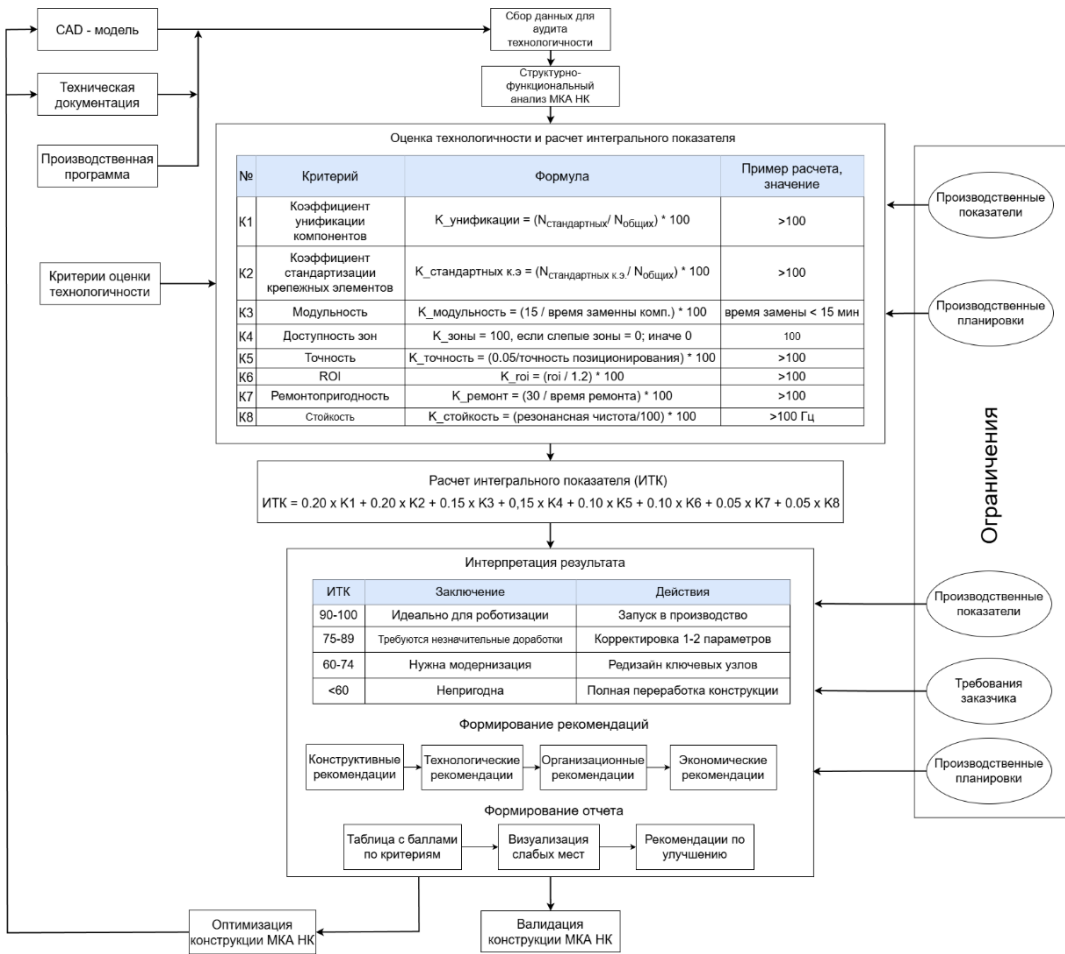 CAD - модель
Сбор данных для
аудита
технологичности
Техническая
документация
Структурно-
функциональный
анализ МКА НК
Производственная
программа
Оценка технологичности и расчет интегрального показателя
№
Критерий
Формула
Пример расчета,
значение
К1
Коэффициент
унификации
компонентов
K_унификации = (Nстандартных/ Nобщих) * 100
>100
К2
Коэффициент
стандартизации
крепежных элементов
K_стандартных к.э = (Nстандартных к.э./ Nобщих) * 100
>100
К3
Модульность
K_модульность = (15 / время заменны комп.) * 100
время замены < 15 мин
К4
Доступность зон
K_зоны = 100, если слепые зоны = 0; иначе 0
100
К5
Точность
K_точность = (0.05/точность позиционирования) * 100
>100
К6
ROI
K_roi = (roi / 1.2) * 100
>100
К7
Ремонтопригодность
K_ремонт = (30 / время ремонта) * 100
>100
К8
Стойкость
K_стойкость = (резонансная чистота/100) * 100
>100 Гц
Критерии оценки
технологичности
Производственные
показатели
Производственные
планировки
Ограничения
Расчет интегрального показателя (ИТК)
ИТК = 0.20 x K1 + 0.20 x K2 + 0.15 x K3 + 0,15 x K4 + 0.10 x K5 + 0.10 x K6 + 0.05 x K7 + 0.05 x K8
Интерпретация результата
ИТК
Заключение
Действия
90-100
Идеально для роботизации
Запуск в производство
75-89
Требуются незначительные доработки
Корректировка 1-2 параметров
60-74
Нужна модернизация
Редизайн ключевых узлов
<60
Непригодна
Полная переработка конструкции
Производственные
показатели
Требования
заказчика
Производственные
планировки
Формирование рекомендаций
Конструктивные
рекомендации
Технологические
рекомендации
Организационные
рекомендации
Экономические
рекомендации
Формирование отчета
Таблица с баллами
по критериям
Визуализация
слабых мест
Рекомендации по
улучшению
Оптимизация
конструкции МКА НК
Валидация
конструкции МКА НК